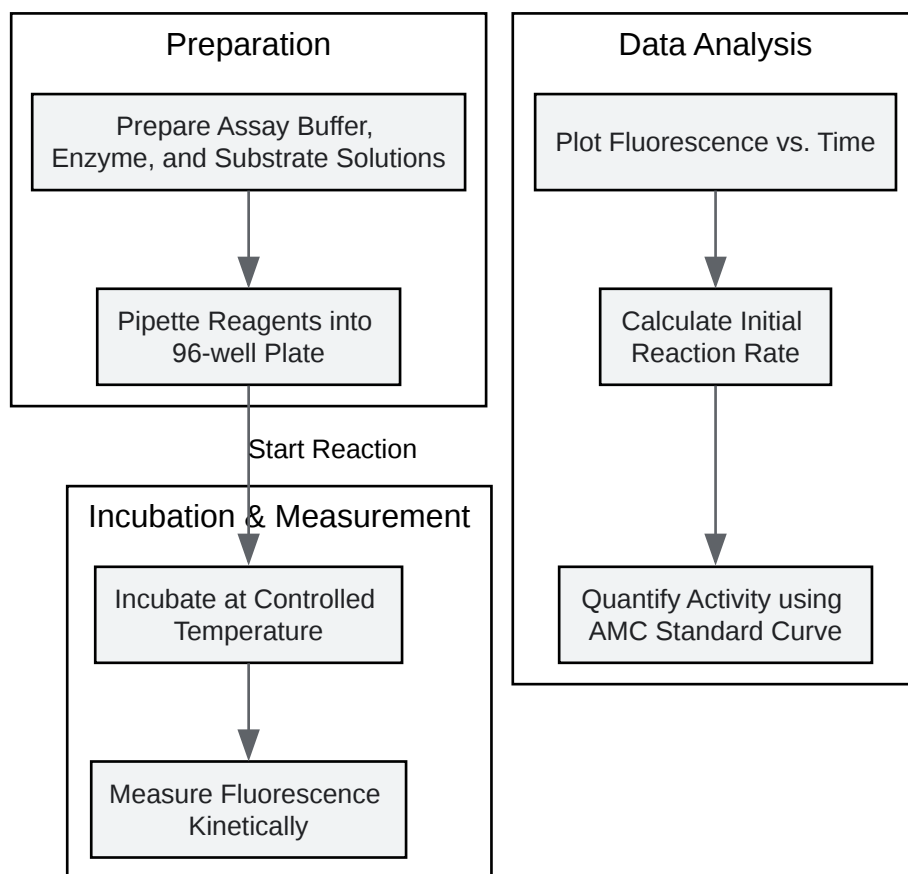 Preparation
Prepare Assay Buffer,
Enzyme, and Substrate Solutions
Pipette Reagents into
96-well Plate
Start Reaction
Incubation & Measurement
Incubate at Controlled
Temperature
Measure Fluorescence
Kinetically
Data Analysis
Plot Fluorescence vs. Time
Calculate Initial
Reaction Rate
Quantify Activity using
AMC Standard Curve